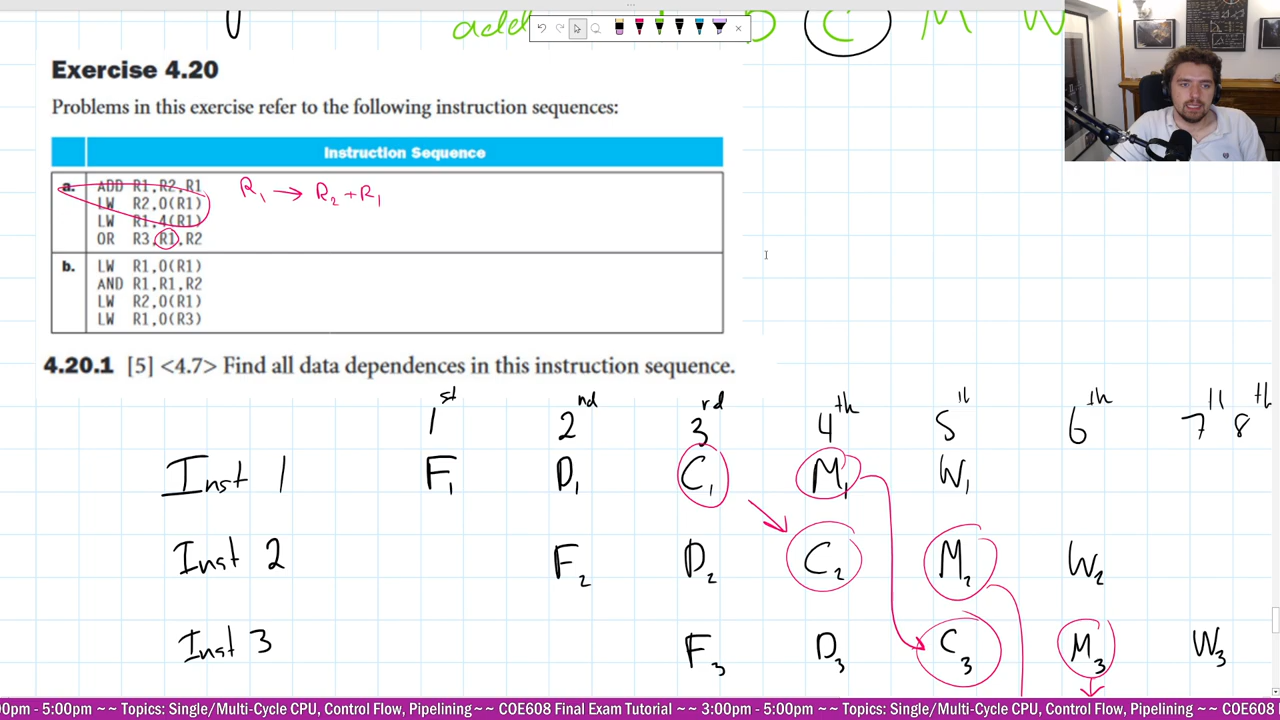 add D C M W
Exercise 4.20
Problems in this exercise refer to the following instruction sequences:
Instruction Sequence
a. ADD R1,R2,R1
LW R2,0(R1)
LW R1,4(R1)
OR R3,R1,R2
R1 → R2 + R1
b. LW R1,0(R1)
AND R1,R1,R2
LW R2,0(R1)
LW R1,0(R3)
4.20.1 [5] <4.7> Find all data dependences in this instruction sequence.
1st 2nd 3rd 4th 5th 6th 7th 8th
Inst 1 F1 D1 C1 M1 W1
Inst 2 F2 D2 C2 M2 W2
Inst 3 F3 D3 C3 M3 W3
0pm - 5:00pm ~~ Topics: Single/Multi-Cycle CPU, Control Flow, Pipelining ~~ COE608 Final Exam Tutorial ~~ 3:00pm - 5:00pm ~~ Topics: Single/Multi-Cycle CPU, Control Flow, Pipelining ~~ COE608 F